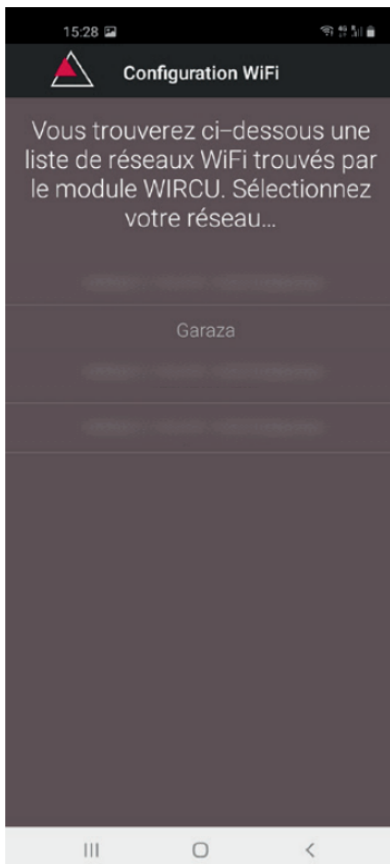 15:28
Configuration WiFi
Vous trouverez ci-dessous une
liste de réseaux WiFi trouvés par
le module WIRCU. Sélectionnez
votre réseau...
Garaza